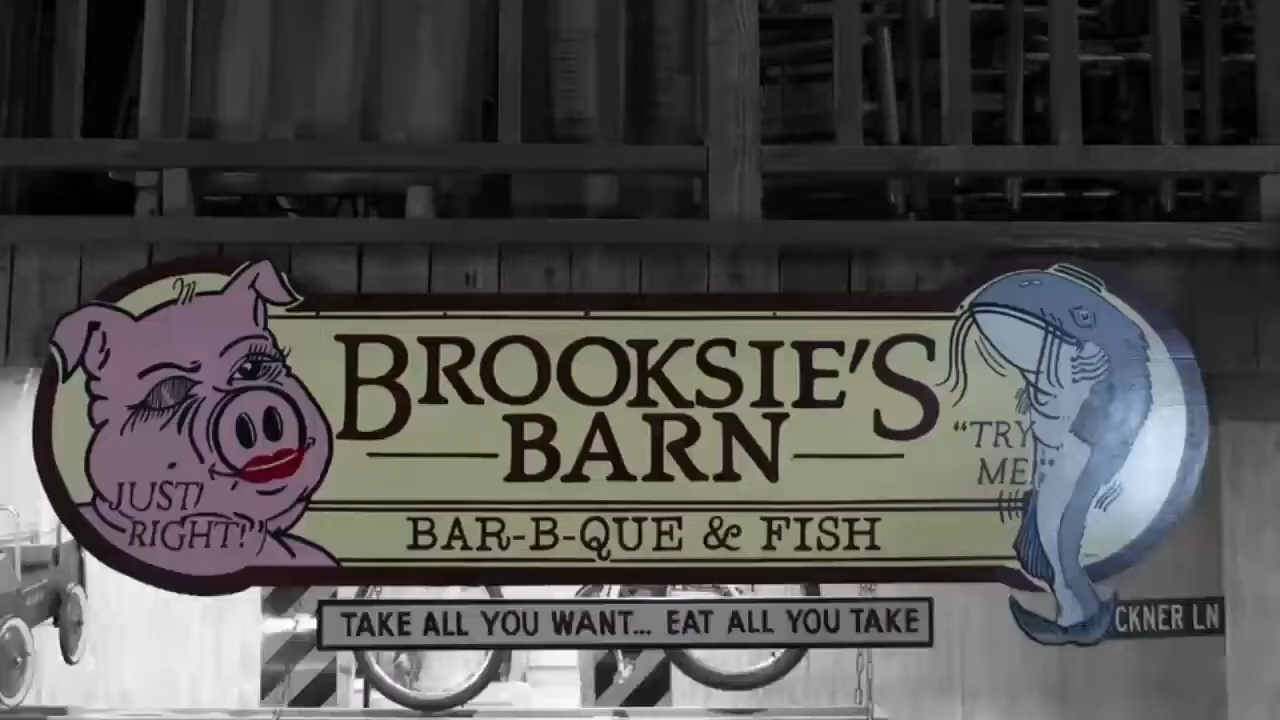 BROOKSIE'S
BARN
"TRY
ME!"
JUST
RIGHT!"
BAR-B-QUE & FISH
TAKE ALL YOU WANT... EAT ALL YOU TAKE
CKNER LN